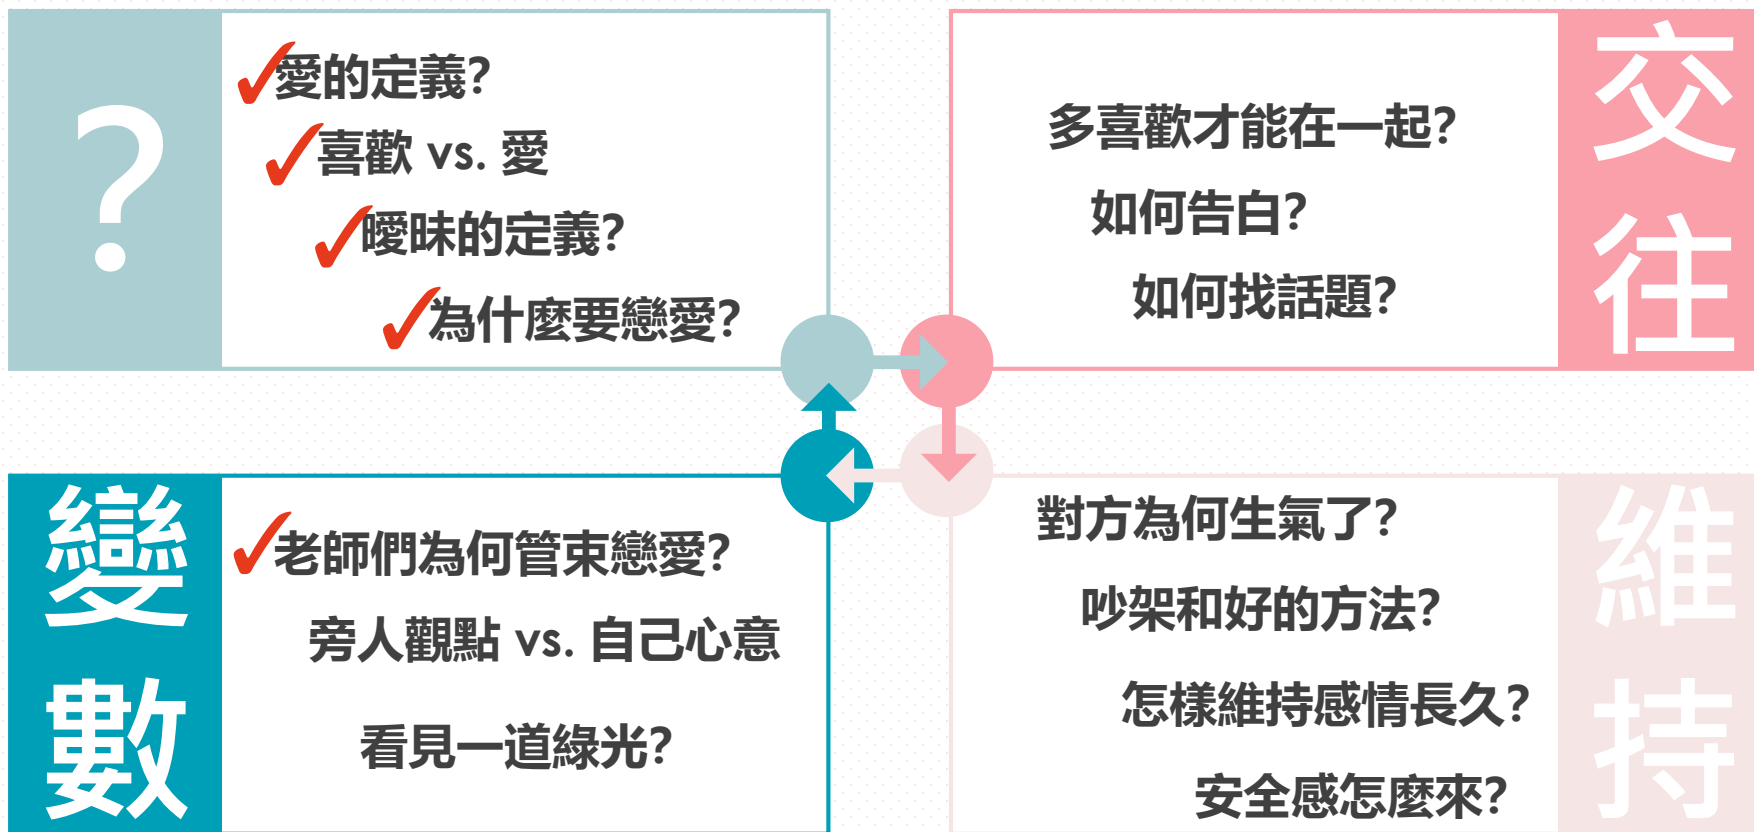 ?
愛的定義?
喜歡 vs. 愛
曖昧的定義?
為什麼要戀愛?
交往
多喜歡才能在一起?
如何告白?
如何找話題?
變數
老師們為何管束戀愛?
旁人觀點 vs. 自己心意
看見一道綠光?
維持
對方為何生氣了?
吵架和好的方法?
怎樣維持感情長久?
安全感怎麼來?